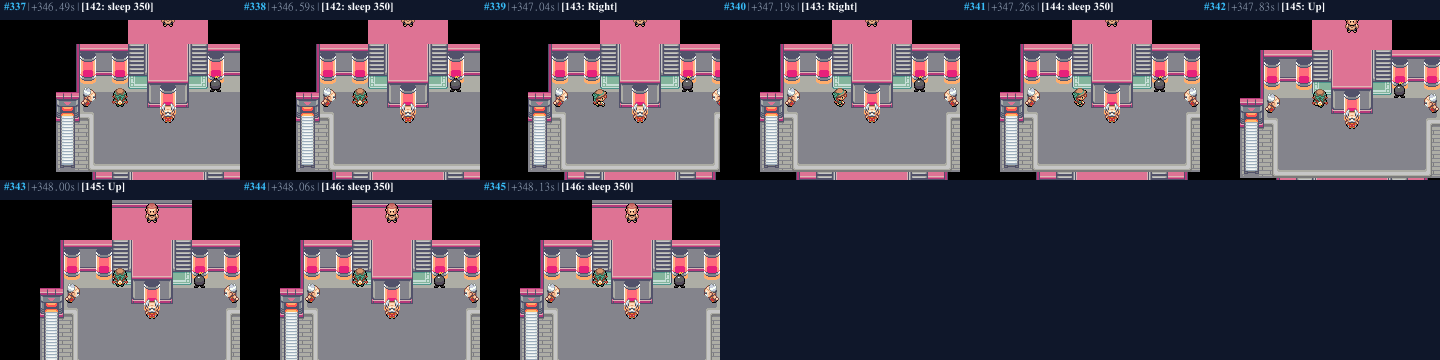 #337|+346.49s|[142: sleep 350]
#338|+346.59s|[142: sleep 350]
#339|+347.04s|[143: Right]
#340|+347.19s|[143: Right]
#341|+347.26s|[144: sleep 350]
#342|+347.83s|[145: Up]
#343|+348.00s|[145: Up]
#344|+348.06s|[146: sleep 350]
#345|+348.13s|[146: sleep 350]